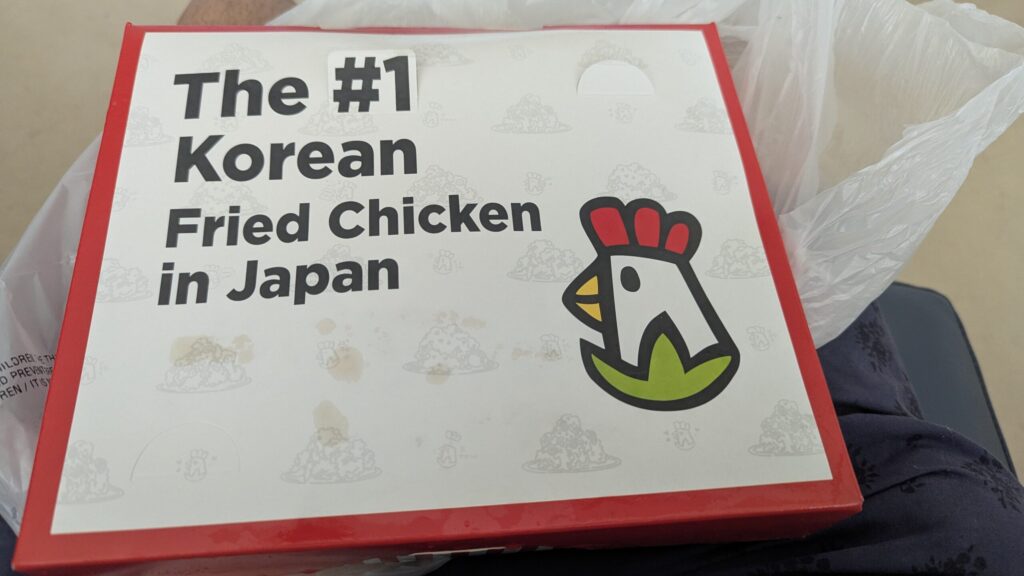 The #1
Korean
Fried Chicken
in Japan